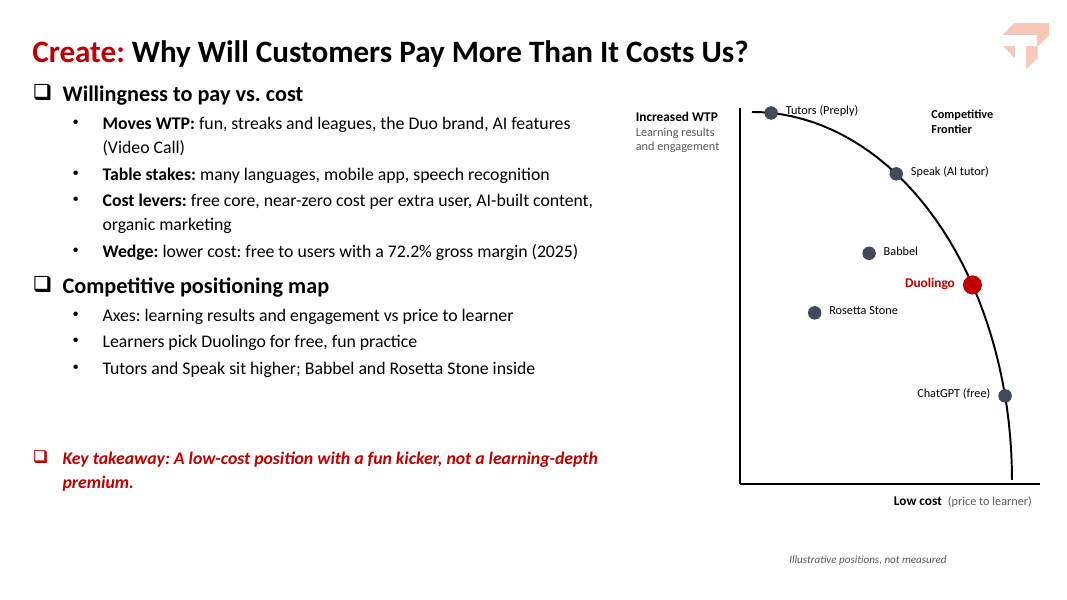 Create: Why Will Customers Pay More Than It Costs Us?
❑ Willingness to pay vs. cost
• Moves WTP: fun, streaks and leagues, the Duo brand, AI features
(Video Call)
• Table stakes: many languages, mobile app, speech recognition
• Cost levers: free core, near-zero cost per extra user, AI-built content,
organic marketing
• Wedge: lower cost: free to users with a 72.2% gross margin (2025)
❑ Competitive positioning map
• Axes: learning results and engagement vs price to learner
• Learners pick Duolingo for free, fun practice
• Tutors and Speak sit higher; Babbel and Rosetta Stone inside
❑ Key takeaway: A low-cost position with a fun kicker, not a learning-depth
premium.
Increased WTP
Learning results
and engagement
Tutors (Preply)
Competitive
Frontier
Speak (AI tutor)
Babbel
Duolingo
Rosetta Stone
ChatGPT (free)
Low cost (price to learner)
Illustrative positions, not measured